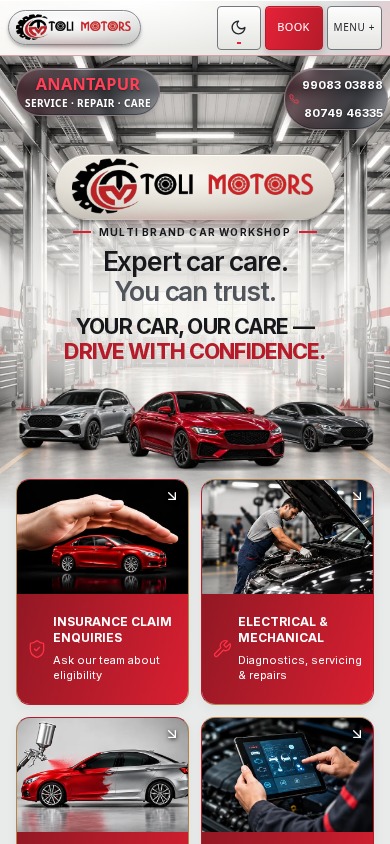 TOLI MOTORS
BOOK
MENU +
ANANTAPUR
SERVICE · REPAIR · CARE
99083 03888
80749 46335
TOLI MOTORS
MULTI BRAND CAR WORKSHOP
Expert car care.
You can trust.
YOUR CAR, OUR CARE —
DRIVE WITH CONFIDENCE.
INSURANCE CLAIM
ENQUIRIES
Ask our team about
eligibility
ELECTRICAL &
MECHANICAL
Diagnostics, servicing
& repairs